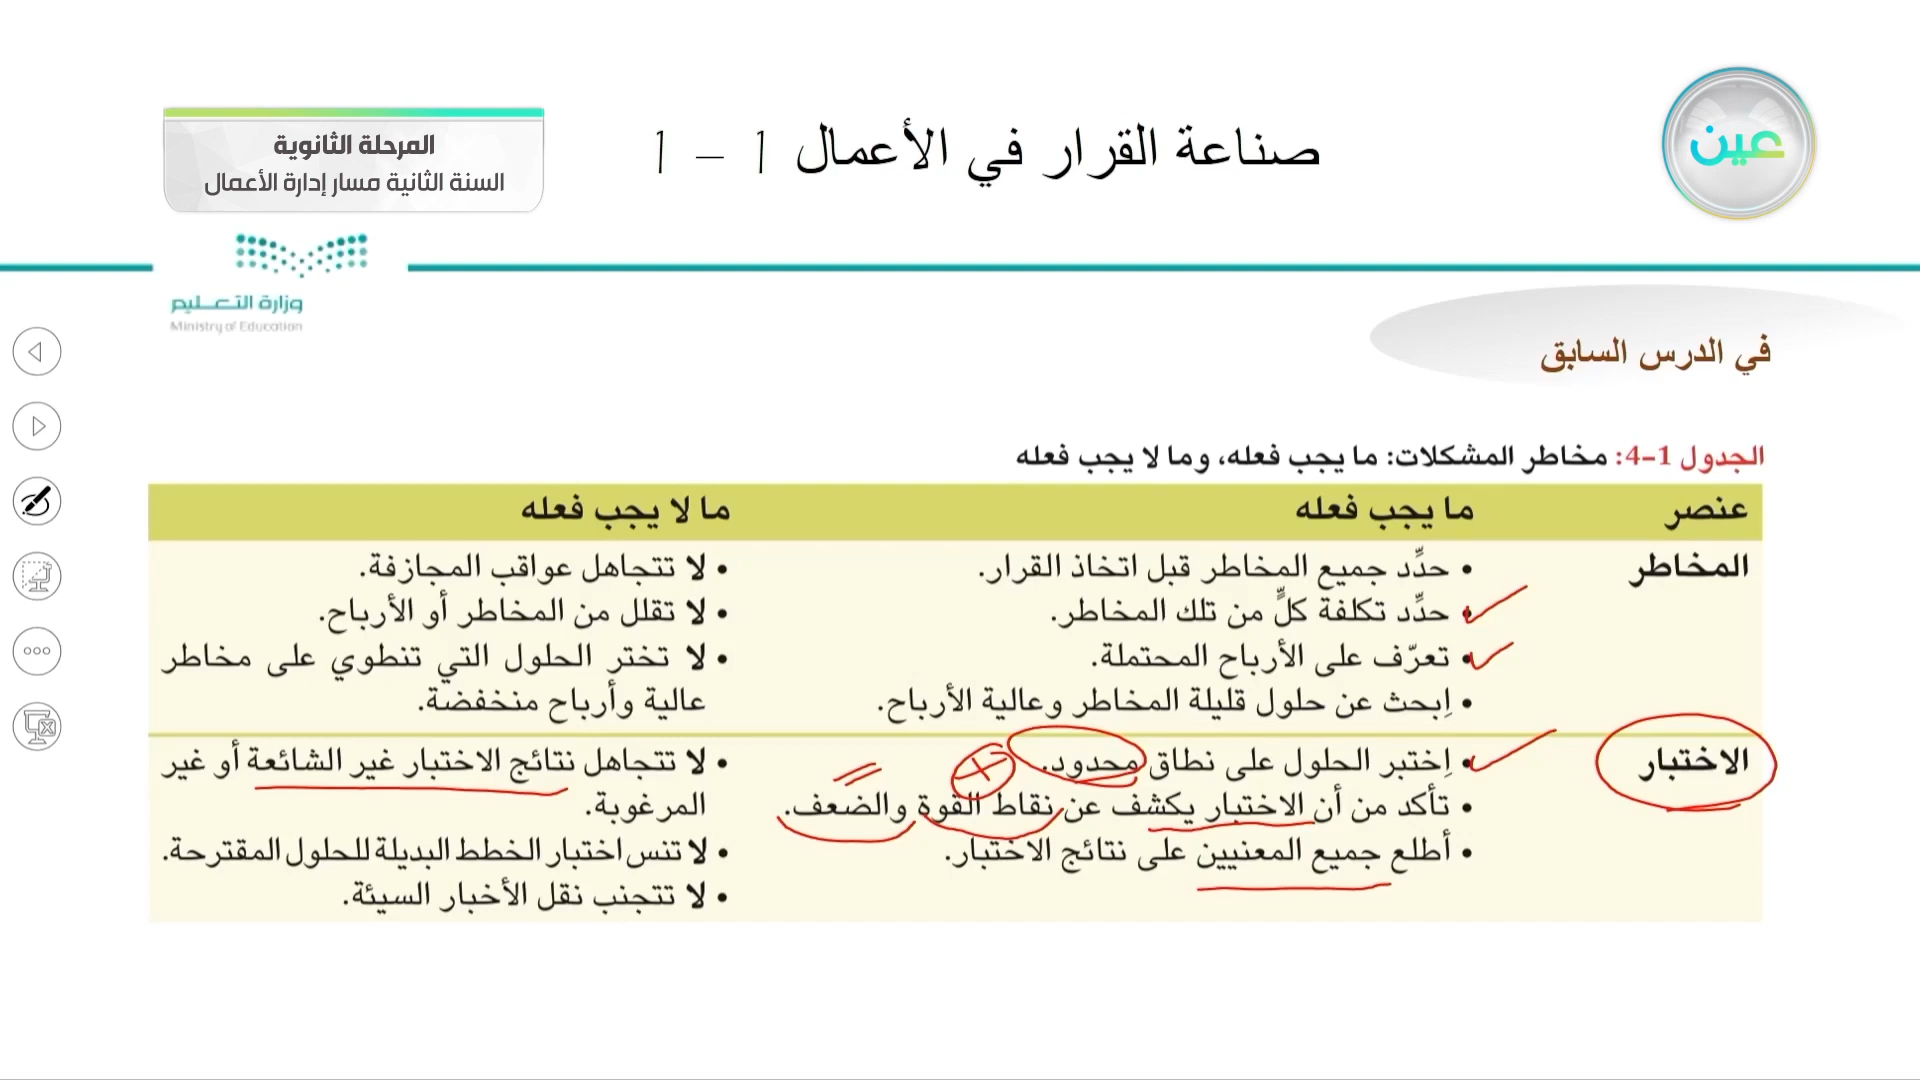 عين
صناعة القرار في الأعمال 1 – 1
المرحلة الثانوية
السنة الثانية مسار إدارة الأعمال
وزارة التعليم
Ministry of Education
في الدرس السابق
الجدول 1-4: مخاطر المشكلات: ما يجب فعله، وما لا يجب فعله
عنصر
ما يجب فعله
ما لا يجب فعله
المخاطر
• حدِّد جميع المخاطر قبل اتخاذ القرار.
• حدِّد تكلفة كلٍّ من تلك المخاطر.
• تعرّف على الأرباح المحتملة.
• اِبحث عن حلول قليلة المخاطر وعالية الأرباح.
• لا تتجاهل عواقب المجازفة.
• لا تقلل من المخاطر أو الأرباح.
• لا تختر الحلول التي تنطوي على مخاطر
عالية وأرباح منخفضة.
الاختبار
• اِختبر الحلول على نطاق محدود.
• تأكد من أن الاختبار يكشف عن نقاط القوة والضعف.
• أطلع جميع المعنيين على نتائج الاختبار.
• لا تتجاهل نتائج الاختبار غير الشائعة أو غير
المرغوبة.
• لا تنس اختبار الخطط البديلة للحلول المقترحة.
• لا تتجنب نقل الأخبار السيئة.